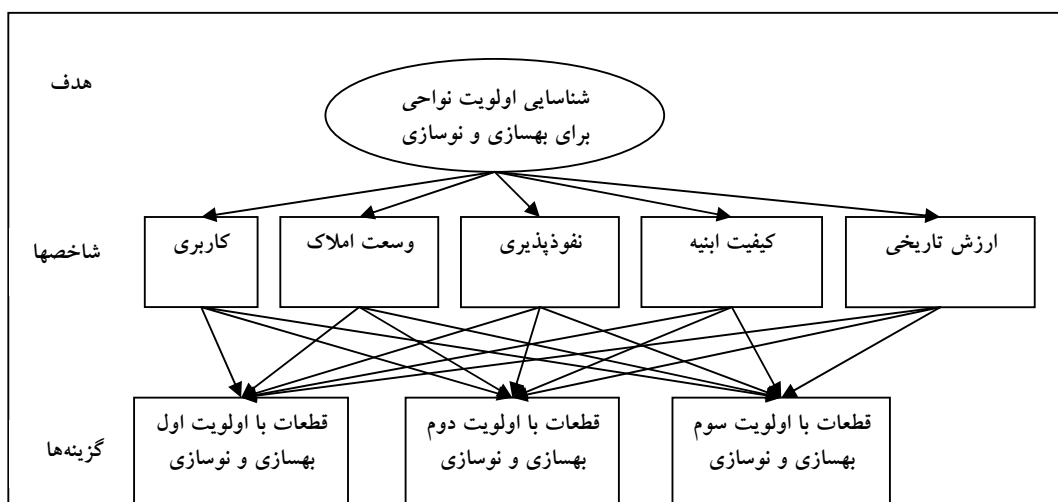 هدف
شناسایی اولویت نواحی
برای بهسازی و نوسازی
شاخصها
ارزش تاریخی
کیفیت ابنیه
نفوذپذیری
وسعت املاک
کاربری
گزینه‌ها
قطعات با اولویت سوم
بهسازی و نوسازی
قطعات با اولویت دوم
بهسازی و نوسازی
قطعات با اولویت اول
بهسازی و نوسازی